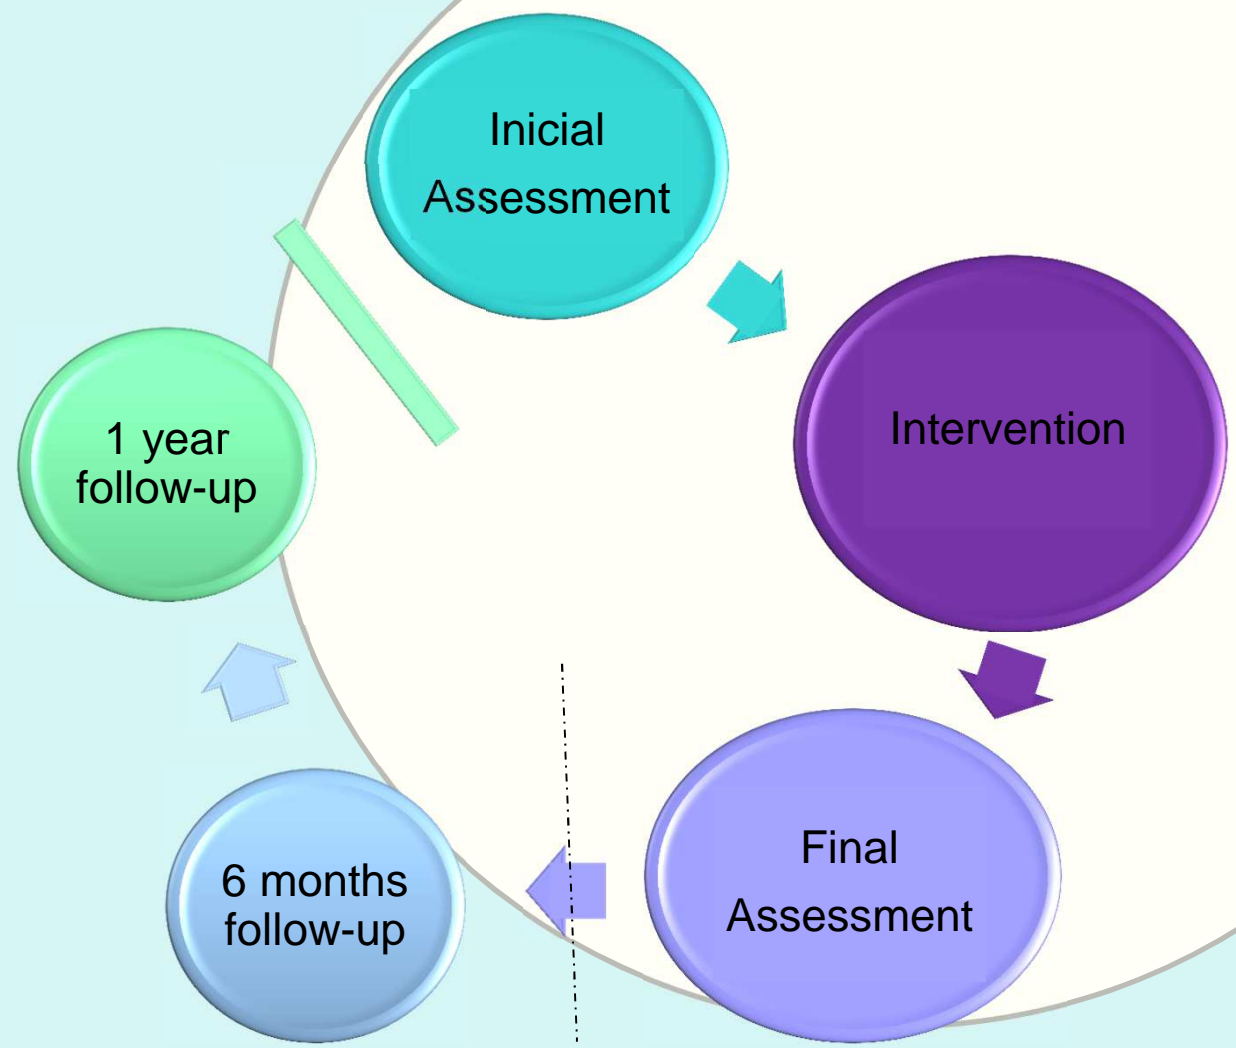 Inicial
Assessment
Intervention
Final
Assessment
6 months
follow-up
1 year
follow-up